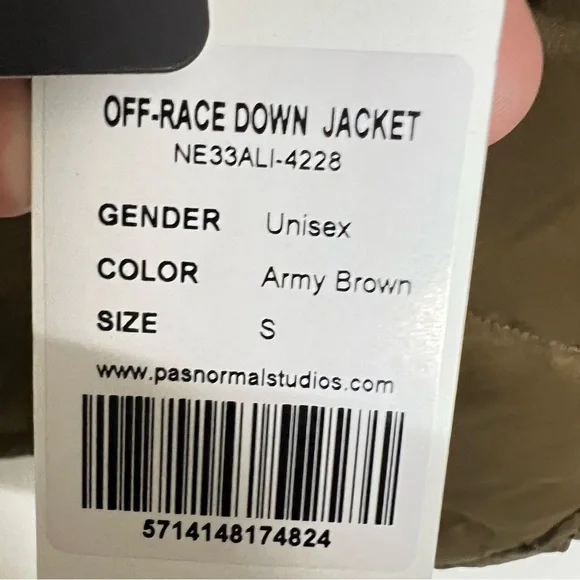 OFF-RACE DOWN JACKET
NE33ALI-4228
GENDER Unisex
COLOR Army Brown
SIZE S
www.pasnormalstudios.com
5714148174824